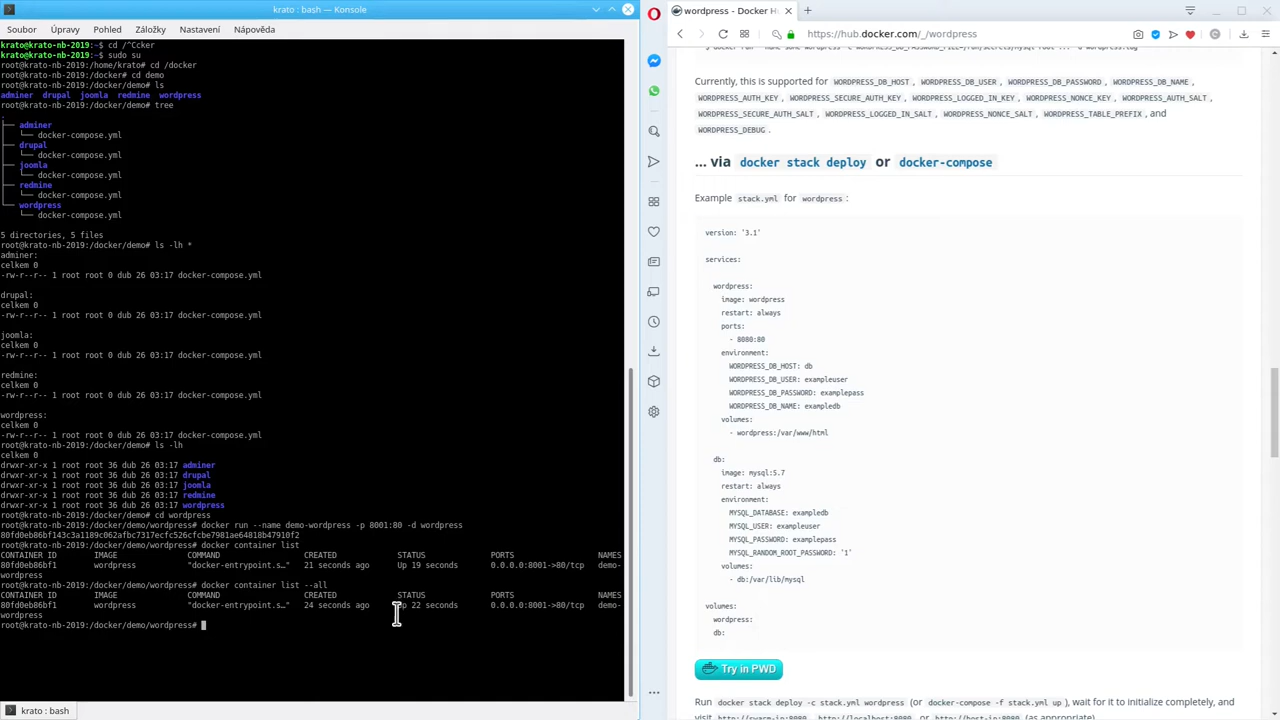 krato : bash — Konsole
Soubor Úpravy Pohled Záložky Nastavení Nápověda
krato@krato-nb-2019:~$ cd /^Ccker
krato@krato-nb-2019:~$ sudo su
root@krato-nb-2019:/home/krato# cd /docker
root@krato-nb-2019:/docker# cd demo
root@krato-nb-2019:/docker/demo# ls
adminer drupal joomla redmine wordpress
root@krato-nb-2019:/docker/demo# tree
.
├── adminer
│   └── docker-compose.yml
├── drupal
│   └── docker-compose.yml
├── joomla
│   └── docker-compose.yml
├── redmine
│   └── docker-compose.yml
└── wordpress
    └── docker-compose.yml
5 directories, 5 files
root@krato-nb-2019:/docker/demo# ls -lh *
adminer:
celkem 0
-rw-r--r-- 1 root root 0 dub 26 03:17 docker-compose.yml
drupal:
celkem 0
-rw-r--r-- 1 root root 0 dub 26 03:17 docker-compose.yml
joomla:
celkem 0
-rw-r--r-- 1 root root 0 dub 26 03:17 docker-compose.yml
redmine:
celkem 0
-rw-r--r-- 1 root root 0 dub 26 03:17 docker-compose.yml
wordpress:
celkem 0
-rw-r--r-- 1 root root 0 dub 26 03:17 docker-compose.yml
root@krato-nb-2019:/docker/demo# ls -lh
celkem 0
drwxr-xr-x 1 root root 36 dub 26 03:17 adminer
drwxr-xr-x 1 root root 36 dub 26 03:17 drupal
drwxr-xr-x 1 root root 36 dub 26 03:17 joomla
drwxr-xr-x 1 root root 36 dub 26 03:17 redmine
drwxr-xr-x 1 root root 36 dub 26 03:17 wordpress
root@krato-nb-2019:/docker/demo# cd wordpress
root@krato-nb-2019:/docker/demo/wordpress# docker run --name demo-wordpress -p 8001:80 -d wordpress
80fd0eb86bf143c3a1189c062afbc7317ecfc526cfcbe7981ae624818b47910f2
root@krato-nb-2019:/docker/demo/wordpress# docker container list
CONTAINER ID IMAGE COMMAND CREATED STATUS PORTS NAMES
80fd0eb86bf1 wordpress "docker-entrypoint.s…" 21 seconds ago Up 19 seconds 0.0.0.0:8001->80/tcp demo-
wordpress
root@krato-nb-2019:/docker/demo/wordpress# docker container list --all
CONTAINER ID IMAGE COMMAND CREATED STATUS PORTS NAMES
80fd0eb86bf1 wordpress "docker-entrypoint.s…" 24 seconds ago Up 22 seconds 0.0.0.0:8001->80/tcp demo-
wordpress
root@krato-nb-2019:/docker/demo/wordpress#
krato : bash
wordpress - Docker H
https://hub.docker.com/_/wordpress
Currently, this is supported for WORDPRESS_DB_HOST , WORDPRESS_DB_USER , WORDPRESS_DB_PASSWORD , WORDPRESS_DB_NAME ,
WORDPRESS_AUTH_KEY , WORDPRESS_SECURE_AUTH_KEY , WORDPRESS_LOGGED_IN_KEY , WORDPRESS_NONCE_KEY , WORDPRESS_AUTH_SALT ,
WORDPRESS_SECURE_AUTH_SALT , WORDPRESS_LOGGED_IN_SALT , WORDPRESS_NONCE_SALT , WORDPRESS_TABLE_PREFIX , and
WORDPRESS_DEBUG .
... via docker stack deploy or docker-compose
Example stack.yml for wordpress :
version: '3.1'
services:
wordpress:
image: wordpress
restart: always
ports:
- 8080:80
environment:
WORDPRESS_DB_HOST: db
WORDPRESS_DB_USER: exampleuser
WORDPRESS_DB_PASSWORD: examplepass
WORDPRESS_DB_NAME: exampledb
volumes:
- wordpress:/var/www/html
db:
image: mysql:5.7
restart: always
environment:
MYSQL_DATABASE: exampledb
MYSQL_USER: exampleuser
MYSQL_PASSWORD: examplepass
MYSQL_RANDOM_ROOT_PASSWORD: '1'
volumes:
- db:/var/lib/mysql
volumes:
wordpress:
db:
Try in PWD
Run docker stack deploy -c stack.yml wordpress (or docker-compose -f stack.yml up ), wait for it to initialize completely, and
visit http://swarm-ip:8080 , http://localhost:8080 , or http://host-ip:8080 (as appropriate).